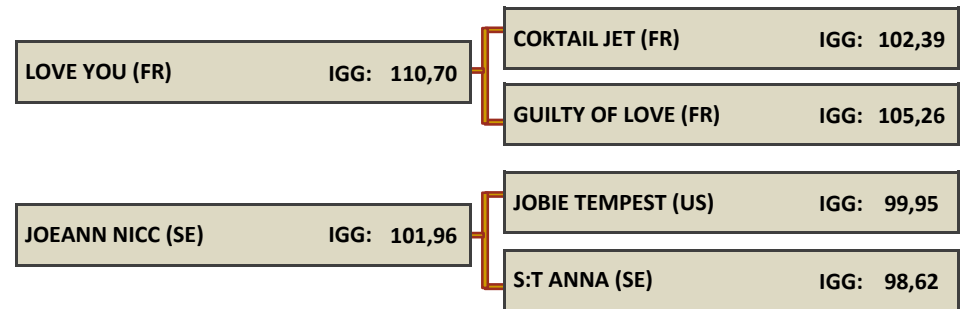 COKTAIL JET (FR) IGG: 102,39
LOVE YOU (FR) IGG: 110,70
GUILTY OF LOVE (FR) IGG: 105,26
JOBIE TEMPEST (US) IGG: 99,95
JOEANN NICC (SE) IGG: 101,96
S:T ANNA (SE) IGG: 98,62